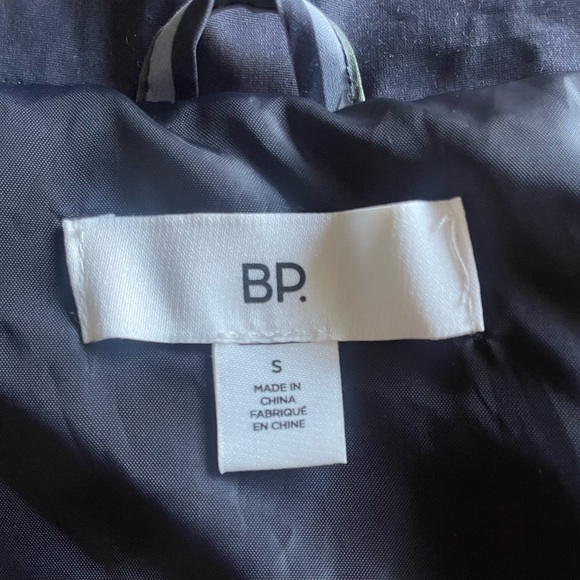 BP.
S
MADE IN
CHINA
FABRIQUÉ
EN CHINE